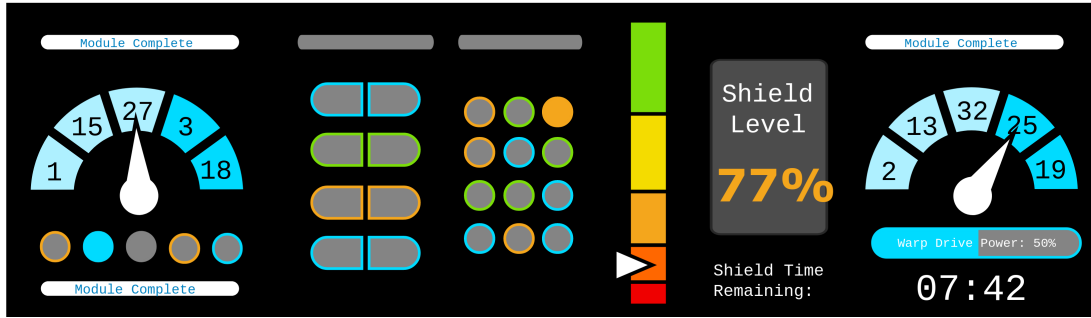 Module Complete
1 15 27 3 18
Module Complete
Shield
Level
77%
Shield Time
Remaining:
Module Complete
2 13 32 25 19
Warp Drive Power: 50%
07:42